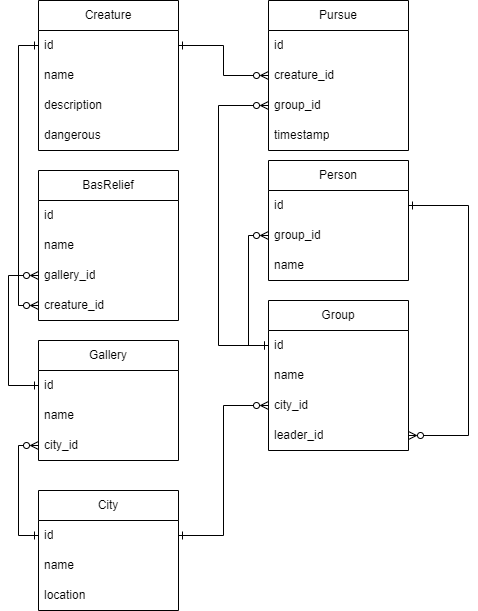 Creature
id
name
description
dangerous
BasRelief
id
name
gallery_id
creature_id
Gallery
id
name
city_id
City
id
name
location
Pursue
id
creature_id
group_id
timestamp
Person
id
group_id
name
Group
id
name
city_id
leader_id